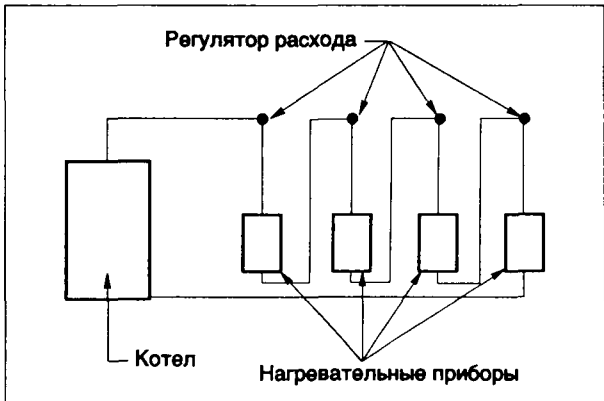 Регулятор расхода
Котел
Нагревательные приборы